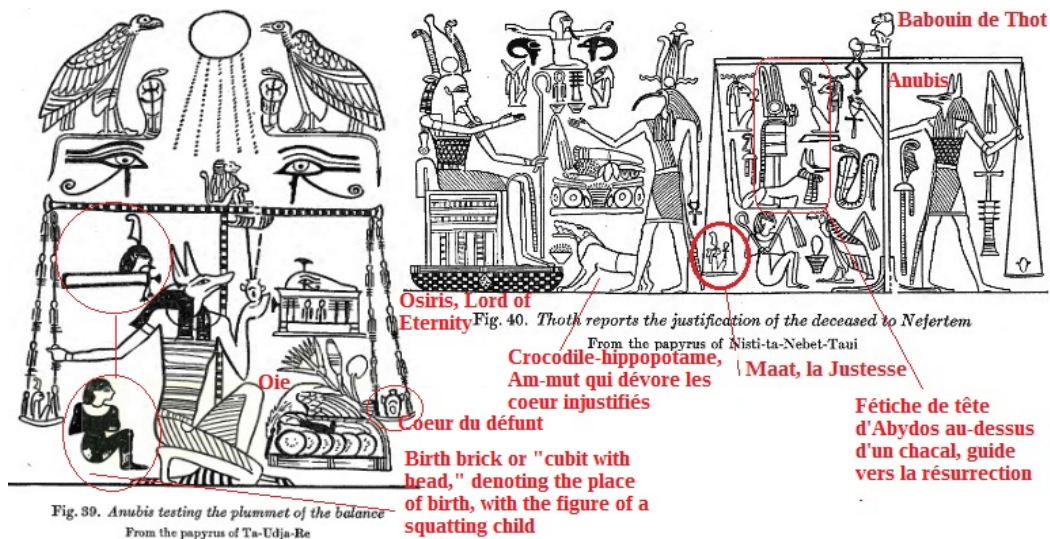 Babouin de Thot
Anubis
Osiris, Lord of
Eternity
Fig. 40. Thoth reports the justification of the deceased to Nefertem
From the papyrus of Nisti-ta-Nebet-Taui
Crocodile-hippopotame,
Am-mut qui dévore les
coeur injustifiés
Maat, la Justesse
Fétiche de tête
d'Abydos au-dessus
d'un chacal, guide
vers la résurrection
Oie
Coeur du défunt
Birth brick or "cubit with
head," denoting the place
of birth, with the figure of a
squatting child
Fig. 39. Anubis testing the plummet of the balance
From the papyrus of Ta-Udja-Re